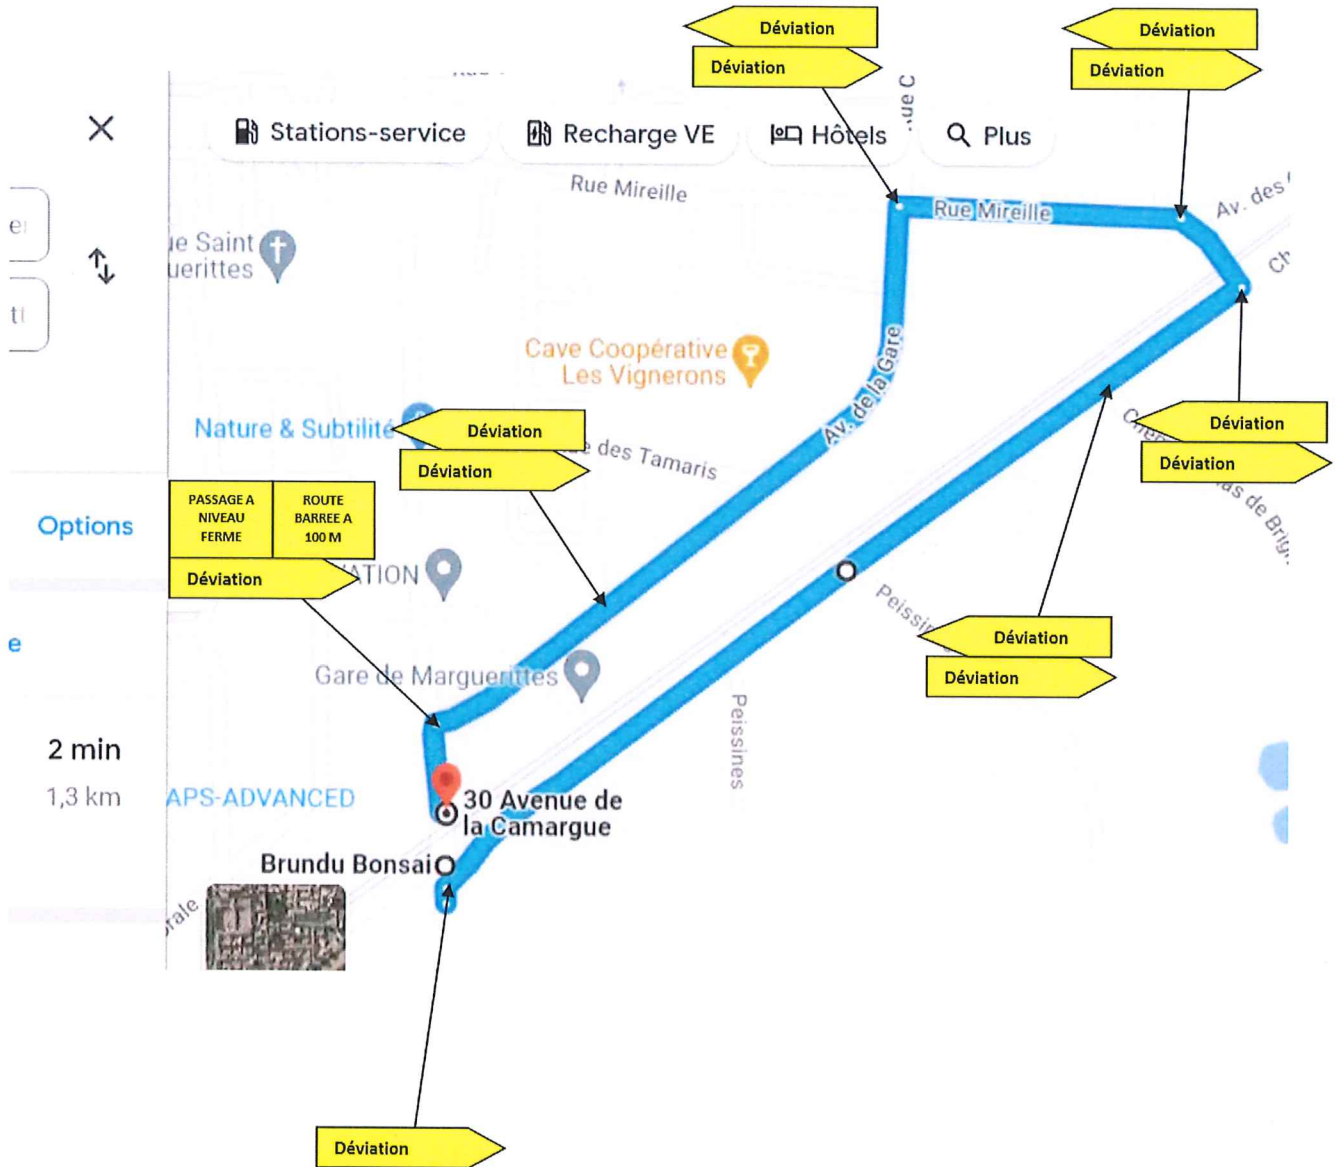 Déviation
Déviation
Déviation
Déviation
Stations-service
Recharge VE
Hôtels
Plus
Rue Mireille
Rue Mireille
Av. des
Av. de la Gare
Cave Coopérative
Les Vignerons
Nature & Subtilité
Déviation
Déviation
des Tamaris
Déviation
Déviation
Options
PASSAGE A
NIVEAU
FERME
ROUTE
BARREE A
100 M
Déviation
Gare de Marguerittes
Déviation
Déviation
Peissines
2 min
1,3 km
APS-ADVANCED
30 Avenue de
la Camargue
Brundu Bonsai
Déviation